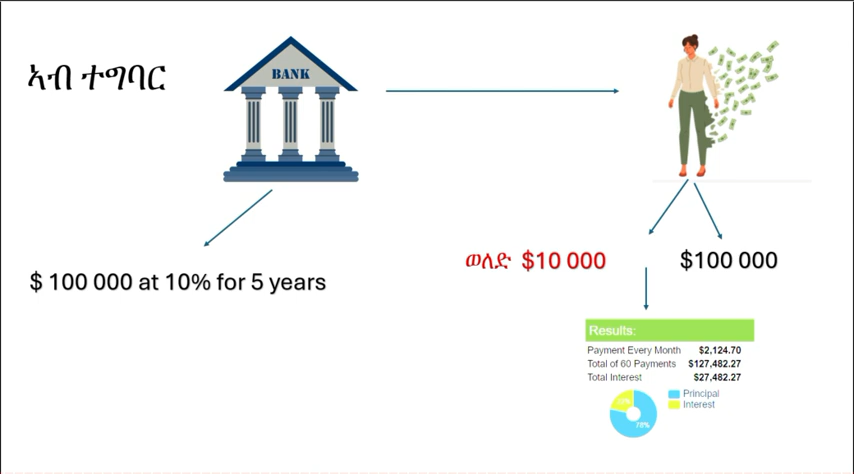 ኣብ ተግባር
BANK
$ 100 000 at 10% for 5 years
ወለድ $10 000
$100 000
Results:
Payment Every Month $2,124.70
Total of 60 Payments $127,482.27
Total Interest $27,482.27
Principal
Interest
78%